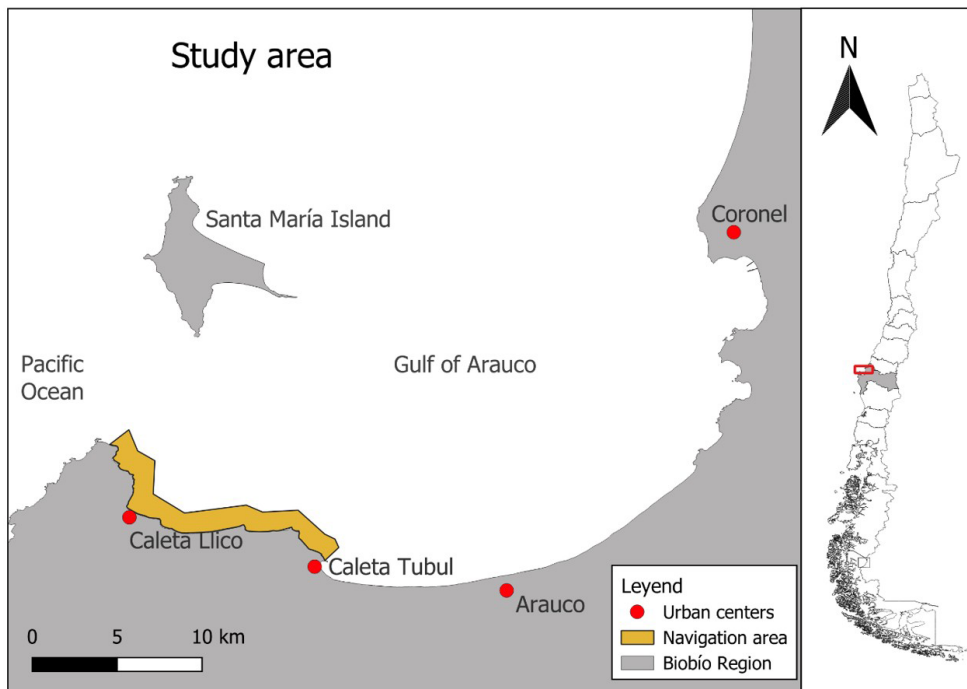 Study area
N
Santa María Island
Coronel
Pacific
Ocean
Gulf of Arauco
Caleta Llico
Caleta Tubul
Arauco
Leyend
Urban centers
Navigation area
Biobío Region
0 5 10 km